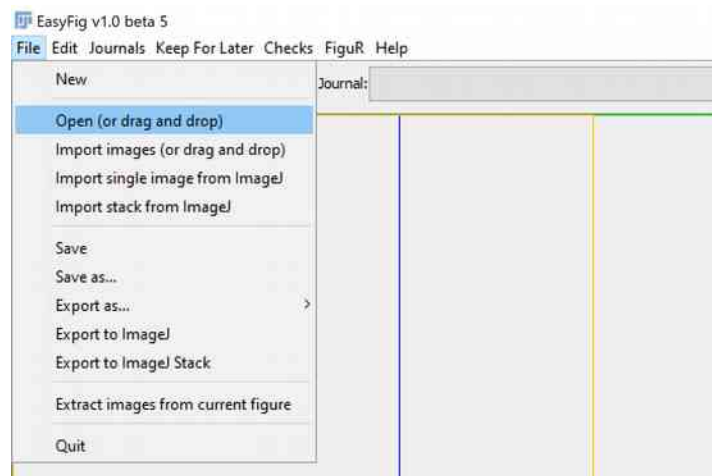 EasyFig v1.0 beta 5
File Edit Journals Keep For Later Checks FiguR Help
New
Journal:
Open (or drag and drop)
Import images (or drag and drop)
Import single image from ImageJ
Import stack from ImageJ
Save
Save as...
Export as...
Export to ImageJ
Export to ImageJ Stack
Extract images from current figure
Quit